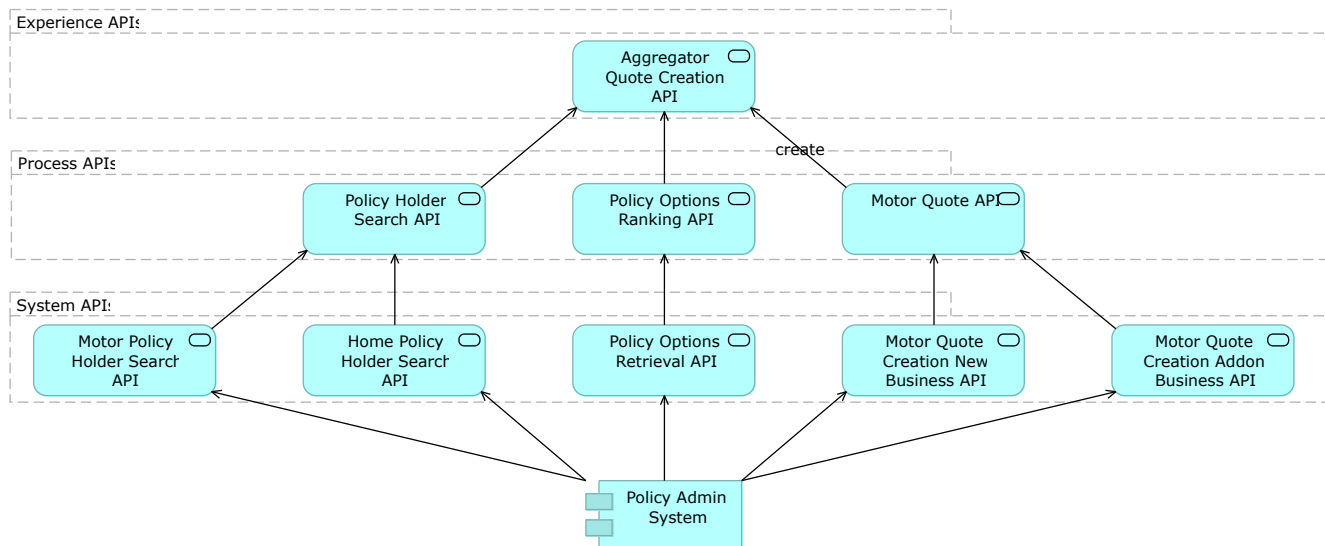 Experience APIs
Aggregator
Quote Creation
API
create
Process APIs
Policy Holder
Search API
Policy Options
Ranking API
Motor Quote API
System APIs
Motor Policy
Holder Search
API
Home Policy
Holder Search
API
Policy Options
Retrieval API
Motor Quote
Creation New
Business API
Motor Quote
Creation Addon
Business API
Policy Admin
System